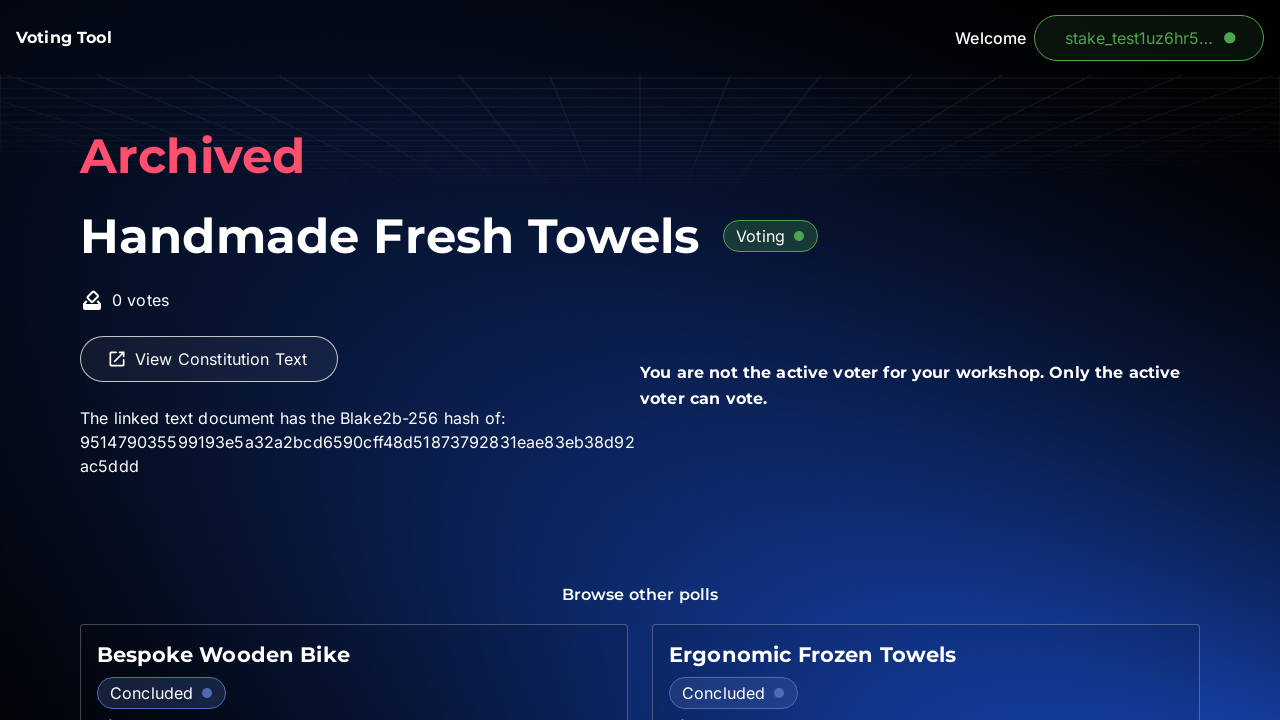 Voting Tool
Welcome
stake_test1uz6hr5...
Archived
Handmade Fresh Towels
Voting
0 votes
View Constitution Text
You are not the active voter for your workshop. Only the active
voter can vote.
The linked text document has the Blake2b-256 hash of:
951479035599193e5a32a2bcd6590cff48d51873792831eae83eb38d92
ac5ddd
Browse other polls
Bespoke Wooden Bike
Concluded
Ergonomic Frozen Towels
Concluded